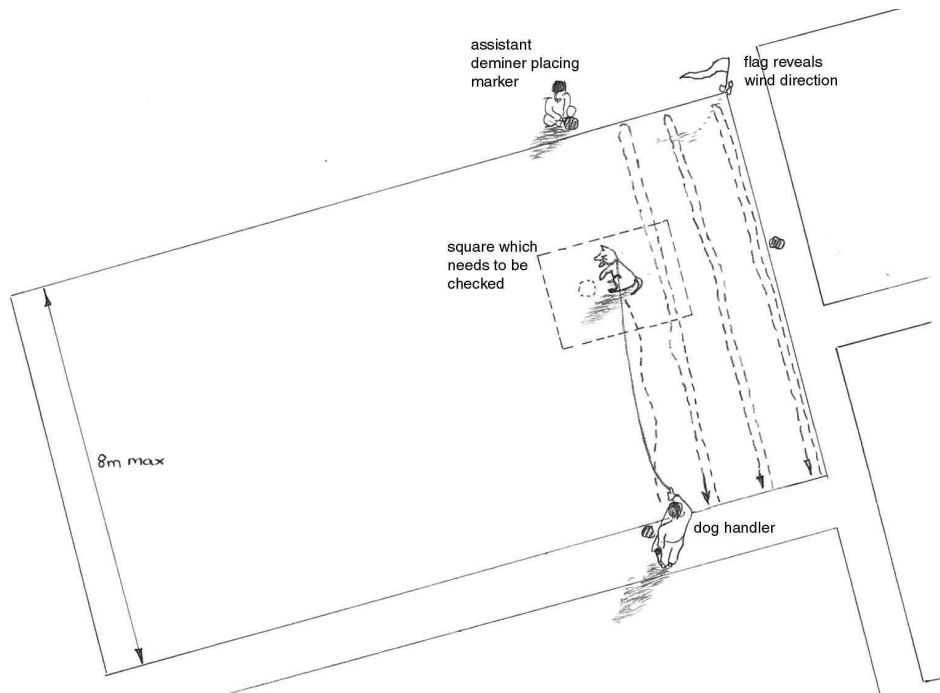 assistant
deminer placing
marker
flag reveals
wind direction
square which
needs to be
checked
8m max
dog handler